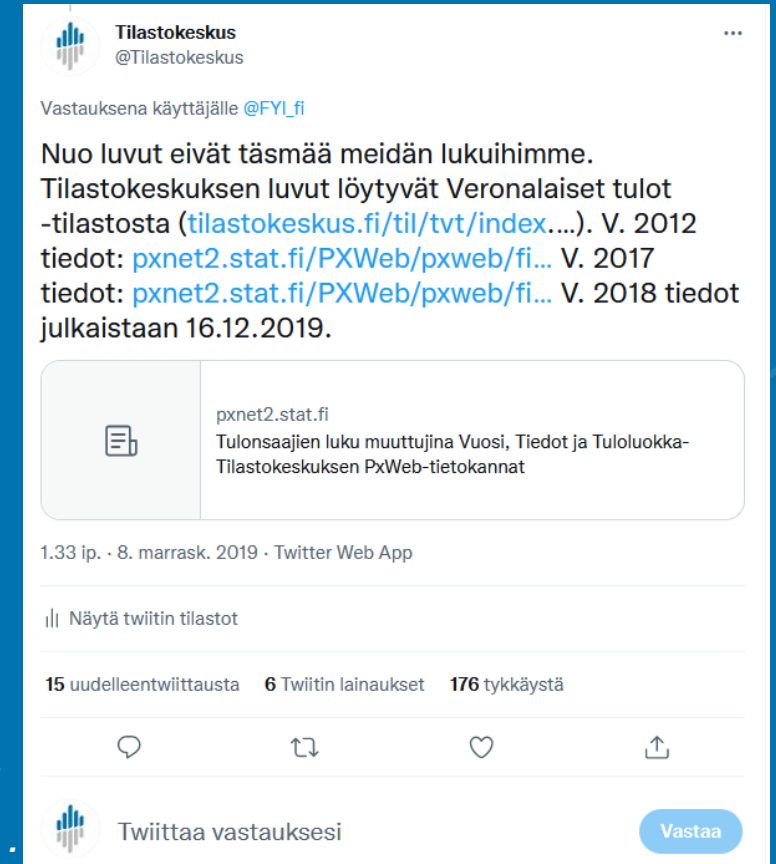 Tilastokeskus
@Tilastokeskus
Vastauksena käyttäjälle @FYI_fi
Nuo luvut eivät täsmää meidän lukuihimme.
Tilastokeskuksen luvut löytyvät Veronalaiset tulot
-tilastosta (tilastokeskus.fi/til/tvt/index....). V. 2012
tiedot: pxnet2.stat.fi/PXWeb/pxweb/fi... V. 2017
tiedot: pxnet2.stat.fi/PXWeb/pxweb/fi... V. 2018 tiedot
julkaistaan 16.12.2019.
pxnet2.stat.fi
Tulonsaajien luku muuttujina Vuosi, Tiedot ja Tuloluokka-
Tilastokeskuksen PxWeb-tietokannat
1.33 ip. · 8. marrask. 2019 · Twitter Web App
Näytä twiitin tilastot
15 uudelleentwiittausta 6 Twiitin lainaukset 176 tykkäystä
Twiittaa vastauksesi
Vastaa